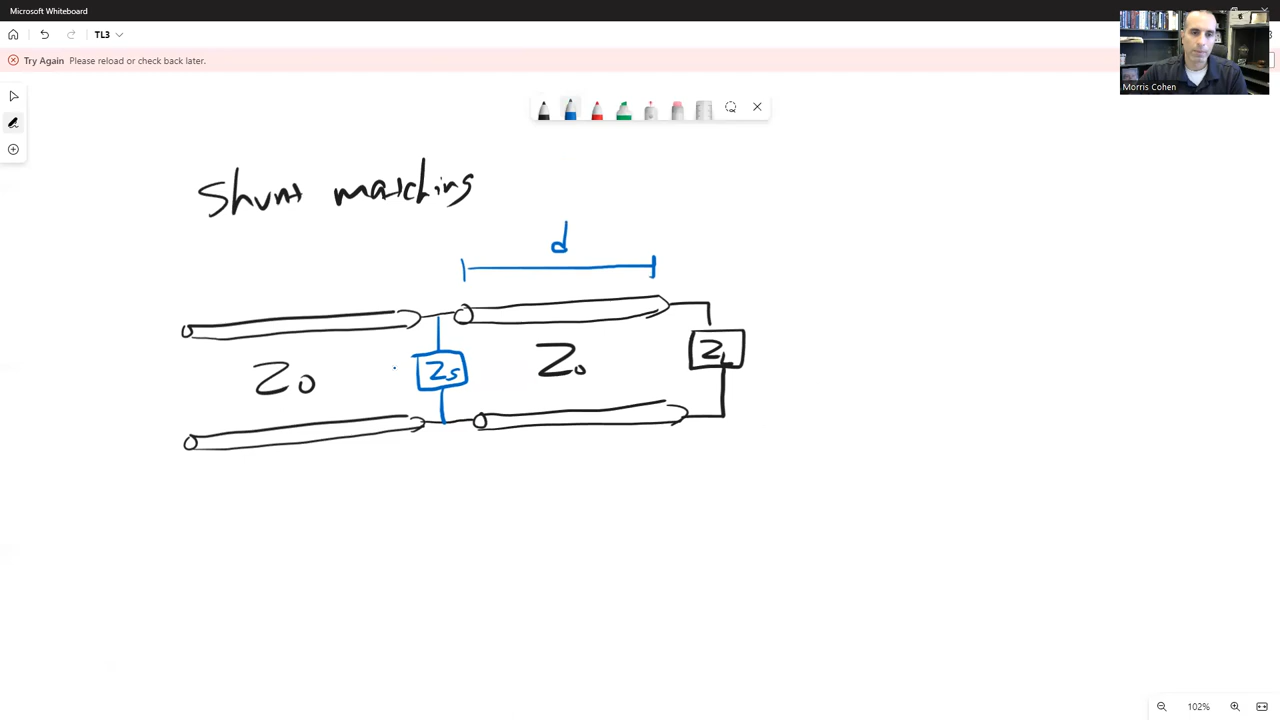 Microsoft Whiteboard
TL3
Try Again Please reload or check back later.
Morris Cohen
Shunt matching
d
Z0
Zs
Z0
ZL
102%